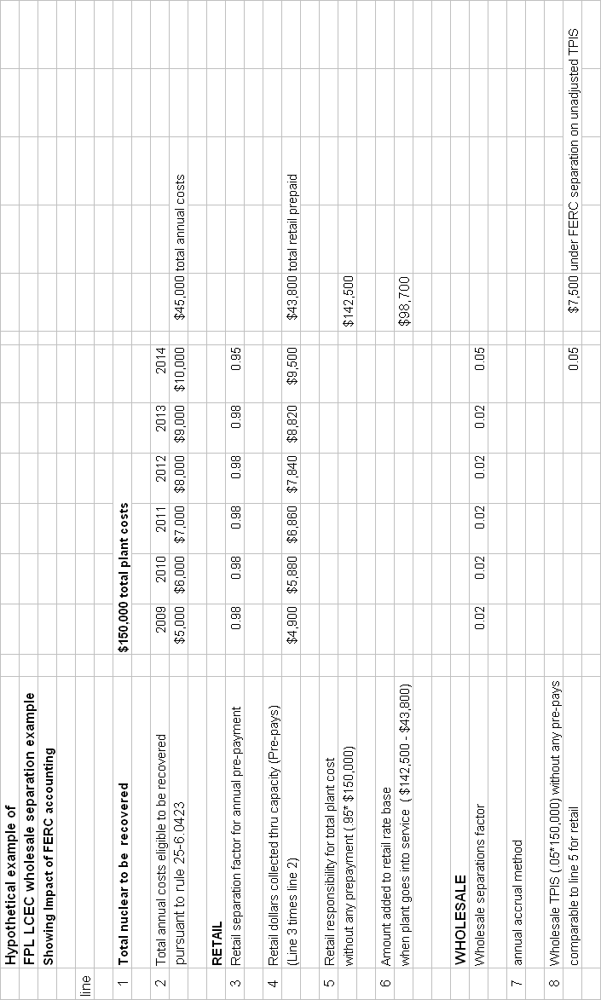 Hypothetical example of
FPL LCEC wholesale separation example
Showing Impact of FERC accounting
line
1 Total nuclear to be recovered $150,000 total plant costs
2 Total annual costs eligible to be recovered 2009 2010 2011 2012 2013 2014
pursuant to rule 25-6.0423 $5,000 $6,000 $7,000 $8,000 $9,000 $10,000 $45,000 total annual costs
RETAIL
3 Retail separation factor for annual pre-payment 0.98 0.98 0.98 0.98 0.98 0.95
4 Retail dollars collected thru capacity (Pre-pays)
(Line 3 times line 2) $4,900 $5,880 $6,860 $7,840 $8,820 $9,500 $43,800 total retail prepaid
5 Retail responsibility for total plant cost
without any prepayment (.95* $150,000) $142,500
6 Amount added to retail rate base
when plant goes into service ( $142,500 - $43,800) $98,700
WHOLESALE
Wholesale separations factor 0.02 0.02 0.02 0.02 0.02 0.05
7 annual accrual method
8 Wholesale TPIS (.05*150,000) without any pre-pays
comparable to line 5 for retail 0.05 $7,500 under FERC separation on unadjusted TPIS